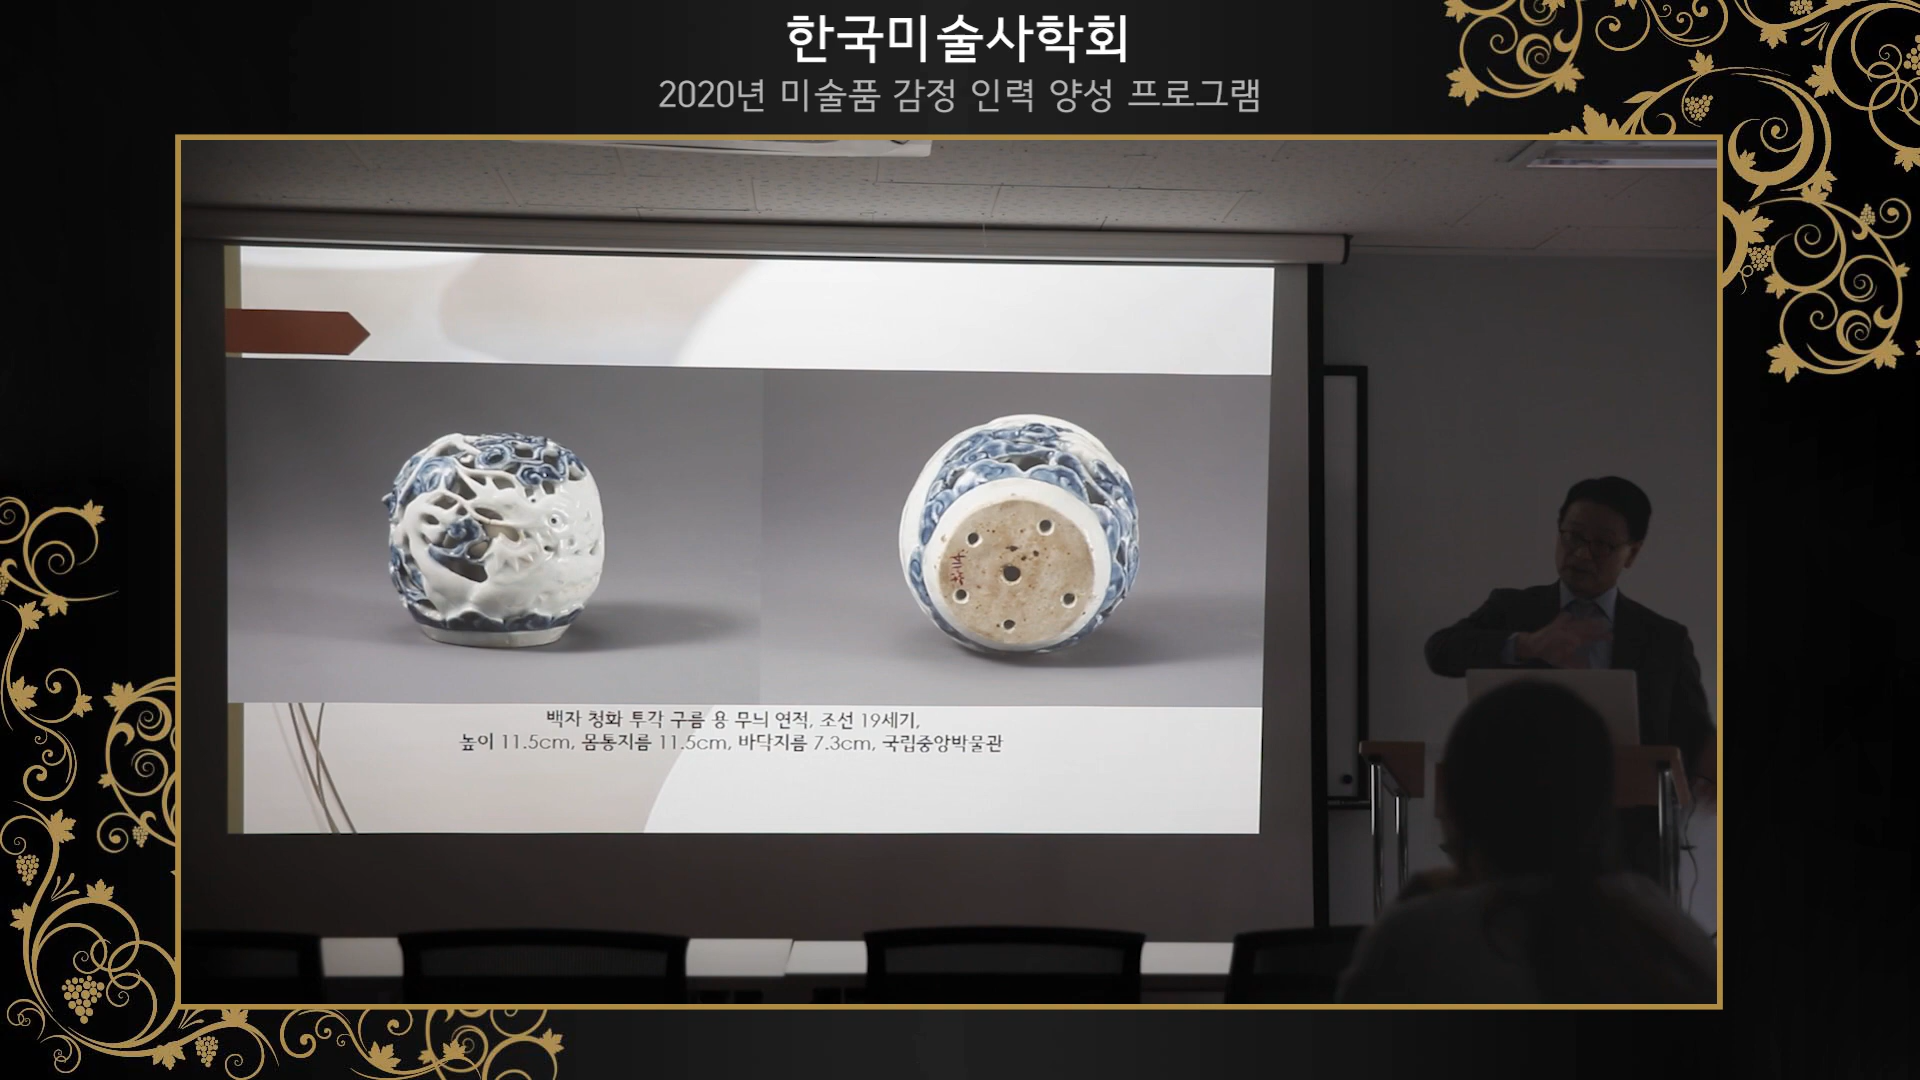 한국미술사학회
2020년 미술품 감정 인력 양성 프로그램
백자 청화 투각 구름 용 무늬 연적, 조선 19세기,
높이 11.5cm, 몸통지름 11.5cm, 바닥지름 7.3cm, 국립중앙박물관